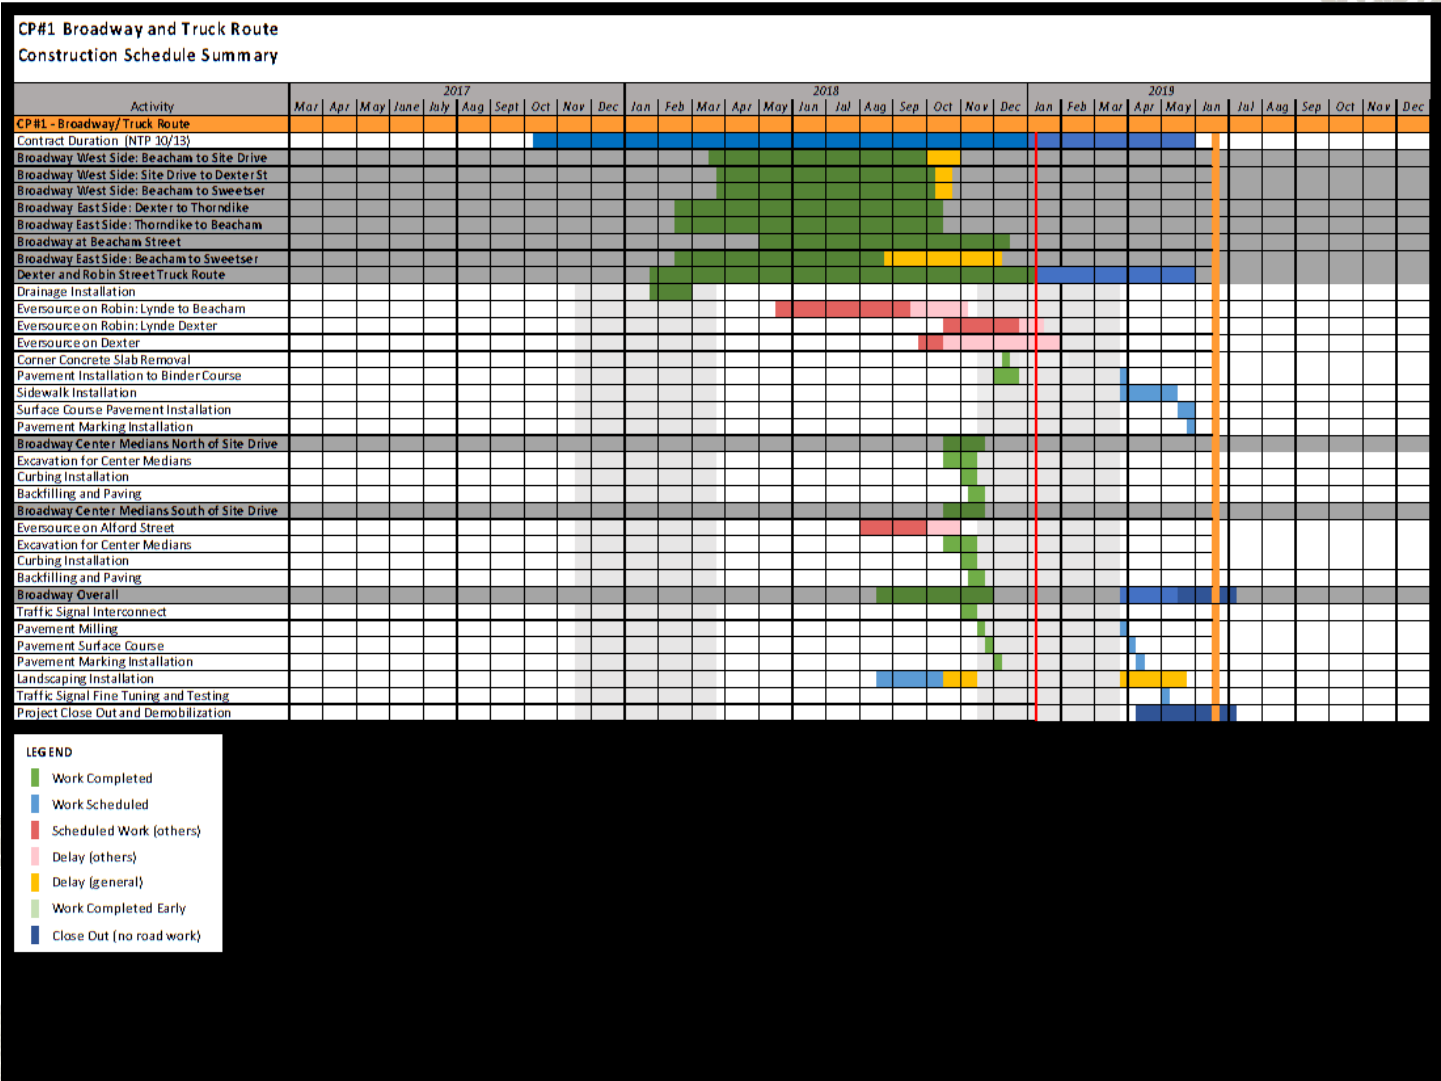 CP#1 Broadway and Truck Route
Construction Schedule Summary
2017 2018 2019
Activity Mar Apr May June July Aug Sept Oct Nov Dec Jan Feb Mar Apr May Jun Jul Aug Sep Oct Nov Dec Jan Feb Mar Apr May Jun Jul Aug Sep Oct Nov Dec
CP#1 - Broadway/ Truck Route
Contract Duration (NTP 10/13)
Broadway West Side: Beacham to Site Drive
Broadway West Side: Site Drive to Dexter St
Broadway West Side: Beacham to Sweetser
Broadway East Side: Dexter to Thorndike
Broadway East Side: Thorndike to Beacham
Broadway at Beacham Street
Broadway East Side: Beacham to Sweetser
Dexter and Robin Street Truck Route
Drainage Installation
Eversource on Robin: Lynde to Beacham
Eversource on Robin: Lynde Dexter
Eversource on Dexter
Corner Concrete Slab Removal
Pavement Installation to Binder Course
Sidewalk Installation
Surface Course Pavement Installation
Pavement Marking Installation
Broadway Center Medians North of Site Drive
Excavation for Center Medians
Curbing Installation
Backfilling and Paving
Broadway Center Medians South of Site Drive
Eversource on Alford Street
Excavation for Center Medians
Curbing Installation
Backfilling and Paving
Broadway Overall
Traffic Signal Interconnect
Pavement Milling
Pavement Surface Course
Pavement Marking Installation
Landscaping Installation
Traffic Signal Fine Tuning and Testing
Project Close Out and Demobilization
LEGEND
Work Completed
Work Scheduled
Scheduled Work (others)
Delay (others)
Delay (general)
Work Completed Early
Close Out (no road work)